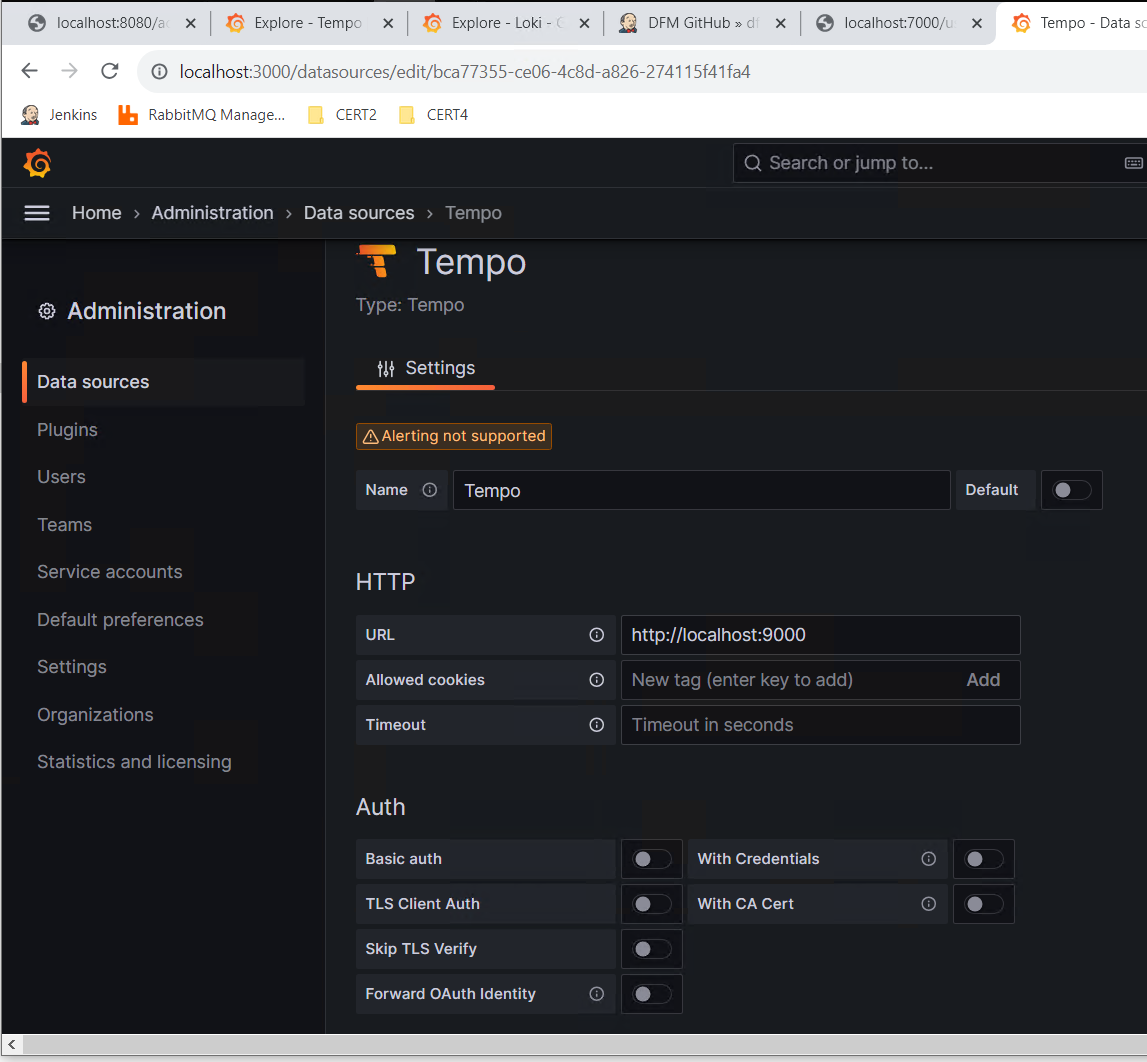 localhost:8080/ac
Explore - Tempo
Explore - Loki - G
DFM GitHub » df
localhost:7000/us
Tempo - Data so
localhost:3000/datasources/edit/bca77355-ce06-4c8d-a826-274115f41fa4
Jenkins
RabbitMQ Manage...
CERT2
CERT4
Search or jump to...
Home › Administration › Data sources › Tempo
Administration
Data sources
Plugins
Users
Teams
Service accounts
Default preferences
Settings
Organizations
Statistics and licensing
Tempo
Type: Tempo
Settings
Alerting not supported
Name Tempo Default
HTTP
URL http://localhost:9000
Allowed cookies New tag (enter key to add) Add
Timeout Timeout in seconds
Auth
Basic auth With Credentials
TLS Client Auth With CA Cert
Skip TLS Verify
Forward OAuth Identity